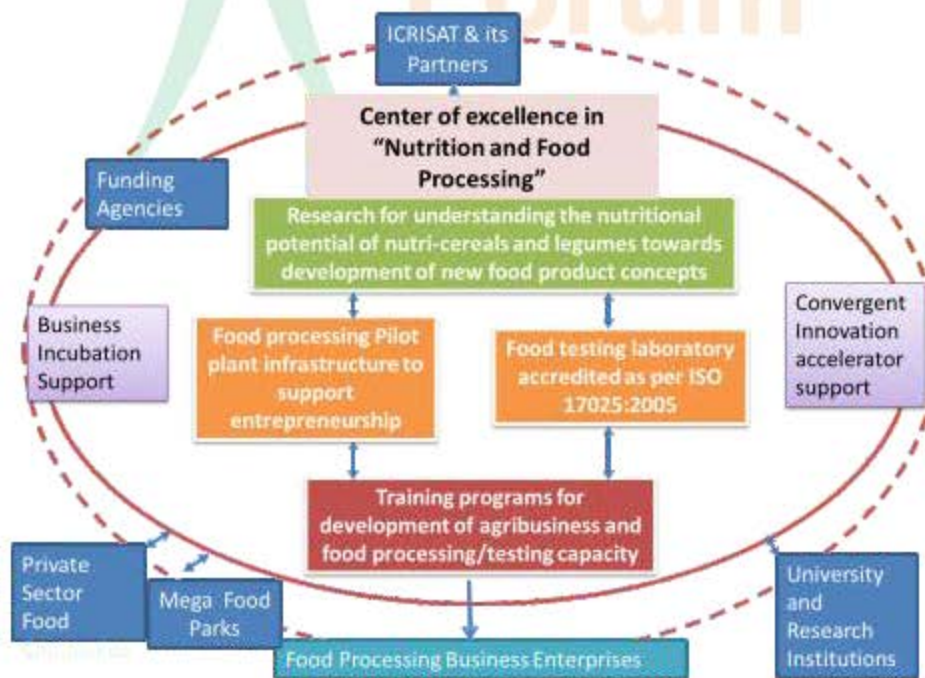 Forum
ICRISAT & its
Partners
Center of excellence in
“Nutrition and Food
Processing”
Funding
Agencies
Research for understanding the nutritional
potential of nutri-cereals and legumes towards
development of new food product concepts
Business
Incubation
Support
Food processing Pilot
plant infrastructure to
support
entrepreneurship
Food testing laboratory
accredited as per ISO
17025:2005
Convergent
Innovation
accelerator
support
Training programs for
development of agribusiness and
food processing/testing capacity
Private
Sector
Food
Mega Food
Parks
University
and
Research
Institutions
Food Processing Business Enterprises